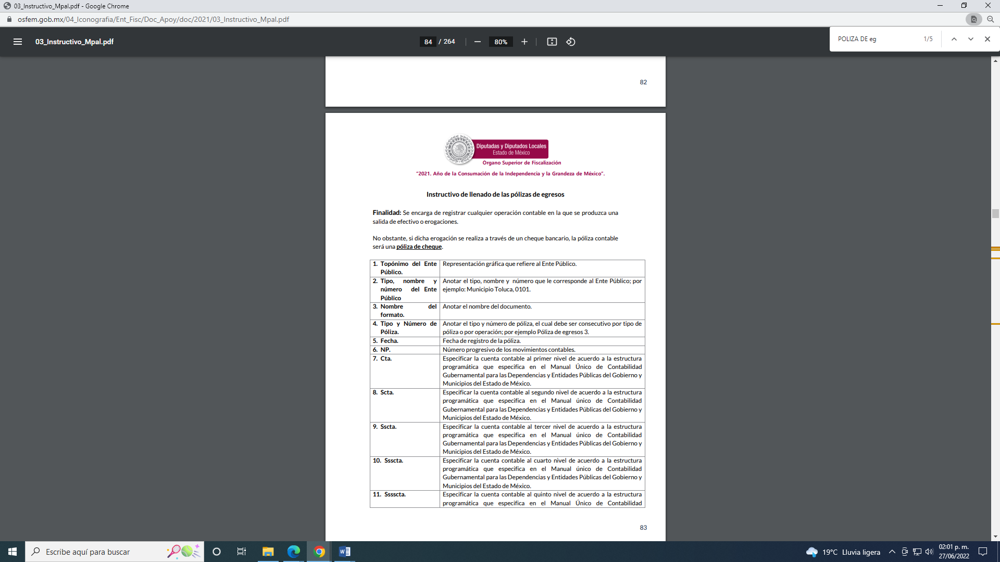 03_Instructivo_Mpal.pdf - Google Chrome
osfem.gob.mx/04_Iconografia/Ent_Fisc/Doc_Apoy/doc/2021/03_Instructivo_Mpal.pdf
03_Instructivo_Mpal.pdf
84 / 264
80%
POLIZA DE eg
1/5
82
Diputadas y Diputados Locales
Estado de México
Organo Superior de Fiscalización
"2021. Año de la Consumación de la Independencia y la Grandeza de México".
Instructivo de llenado de las pólizas de egresos
Finalidad: Se encarga de registrar cualquier operación contable en la que se produzca una
salida de efectivo o erogaciones.
No obstante, si dicha erogación se realiza a través de un cheque bancario, la póliza contable
será una póliza de cheque.
1. Topónimo del Ente
Público.
Representación gráfica que refiere al Ente Público.
2. Tipo, nombre y
número del Ente
Público
Anotar el tipo, nombre y número que le corresponde al Ente Público; por
ejemplo: Municipio Toluca, 0101.
3. Nombre del
formato.
Anotar el nombre del documento.
4. Tipo y Número de
Póliza.
Anotar el tipo y número de póliza, el cual debe ser consecutivo por tipo de
póliza o por operación; por ejemplo Póliza de egresos 3.
5. Fecha.
Fecha de registro de la póliza.
6. NP.
Número progresivo de los movimientos contables.
7. Cta.
Especificar la cuenta contable al primer nivel de acuerdo a la estructura
programática que especifica en el Manual Único de Contabilidad
Gubernamental para las Dependencias y Entidades Públicas del Gobierno y
Municipios del Estado de México.
8. Scta.
Especificar la cuenta contable al segundo nivel de acuerdo a la estructura
programática que especifica en el Manual único de Contabilidad
Gubernamental para las Dependencias y Entidades Públicas del Gobierno y
Municipios del Estado de México.
9. Sscta.
Especificar la cuenta contable al tercer nivel de acuerdo a la estructura
programática que especifica en el Manual único de Contabilidad
Gubernamental para las Dependencias y Entidades Públicas del Gobierno y
Municipios del Estado de México.
10. Ssscta.
Especificar la cuenta contable al cuarto nivel de acuerdo a la estructura
programática que especifica en el Manual único de Contabilidad
Gubernamental para las Dependencias y Entidades Públicas del Gobierno y
Municipios del Estado de México.
11. Sssscta.
Especificar la cuenta contable al quinto nivel de acuerdo a la estructura
programática que especifica en el Manual Único de Contabilidad
83
Escribe aquí para buscar
19°C Lluvia ligera
02:01 p. m.
27/06/2022